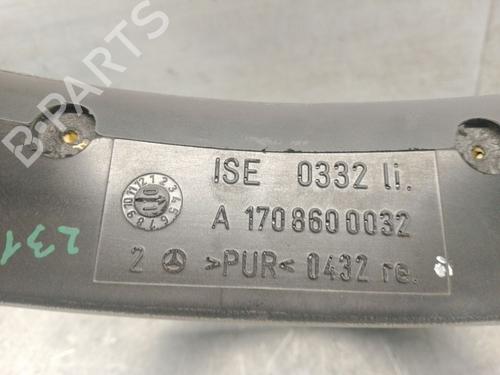 B-PARTS
ISE 0332 li.
A 1708600032
2 >PUR< 0432 re.
231